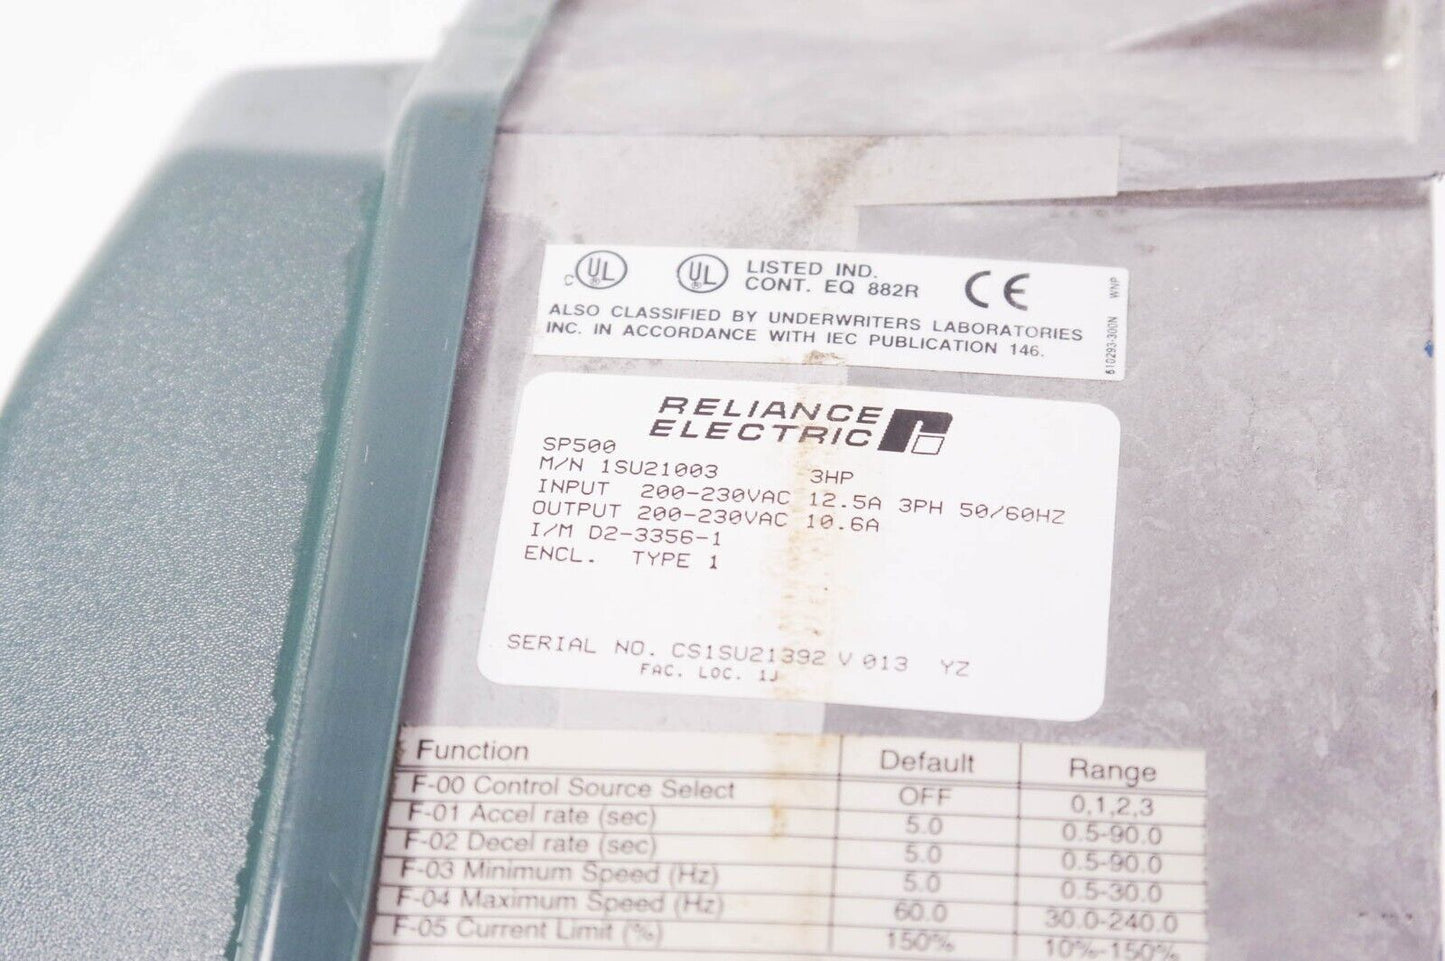 c UL ® UL ® LISTED IND.
CONT. EQ 882R CE
ALSO CLASSIFIED BY UNDERWRITERS LABORATORIES
INC. IN ACCORDANCE WITH IEC PUBLICATION 146.
610293-300N WNP
RELIANCE
ELECTRIC
SP500
M/N 1SU21003 3HP
INPUT 200-230VAC 12.5A 3PH 50/60HZ
OUTPUT 200-230VAC 10.6A
I/M D2-3356-1
ENCL. TYPE 1
SERIAL NO. CS1SU21392 V 013 YZ
FAC. LOC. 1J
Function Default Range
F-00 Control Source Select OFF 0,1,2,3
F-01 Accel rate (sec) 5.0 0.5-90.0
F-02 Decel rate (sec) 5.0 0.5-90.0
F-03 Minimum Speed (Hz) 5.0 0.5-30.0
F-04 Maximum Speed (Hz) 60.0 30.0-240.0
F-05 Current Limit (%) 150% 10%-150%